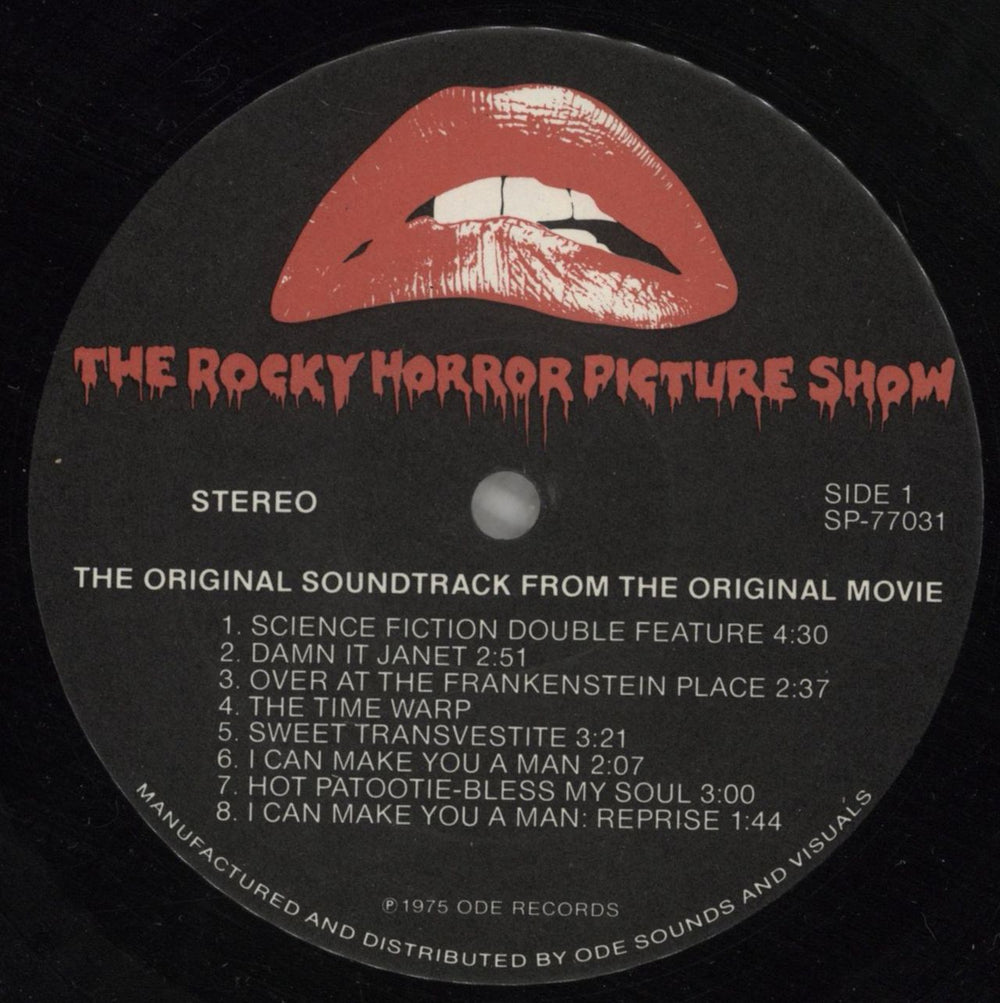 THE ROCKY HORROR PICTURE SHOW
STEREO
SIDE 1
SP-77031
THE ORIGINAL SOUNDTRACK FROM THE ORIGINAL MOVIE
1. SCIENCE FICTION DOUBLE FEATURE 4:30
2. DAMN IT JANET 2:51
3. OVER AT THE FRANKENSTEIN PLACE 2:37
4. THE TIME WARP
5. SWEET TRANSVESTITE 3:21
6. I CAN MAKE YOU A MAN 2:07
7. HOT PATOOTIE-BLESS MY SOUL 3:00
8. I CAN MAKE YOU A MAN: REPRISE 1:44
℗ 1975 ODE RECORDS
MANUFACTURED AND DISTRIBUTED BY ODE SOUNDS AND VISUALS